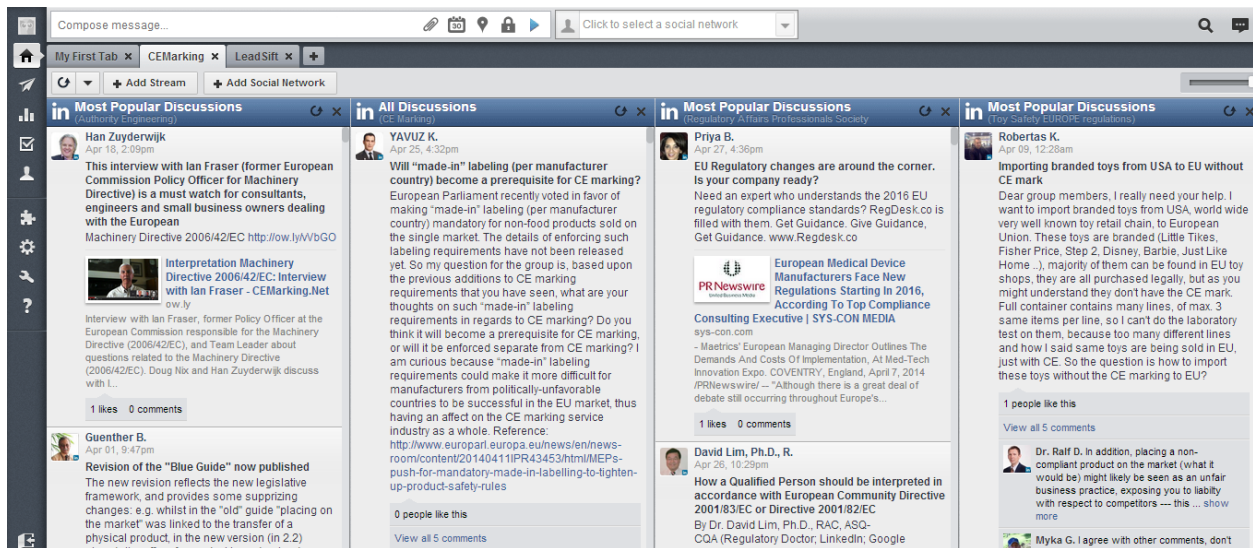 Compose message...
30
Click to select a social network
My First Tab ×
CEMarking ×
LeadSift ×
+ Add Stream
+ Add Social Network
in Most Popular Discussions
(Authority Engineering)
Han Zuyderwijk
Apr 18, 2:09pm
This interview with Ian Fraser (former European
Commission Policy Officer for Machinery
Directive) is a must watch for consultants,
engineers and small business owners dealing
with the European
Machinery Directive 2006/42/EC http://ow.ly/vVbGO
Interpretation Machinery
Directive 2006/42/EC: Interview
with Ian Fraser - CEMarking.Net
ow.ly
Interview with Ian Fraser, former Policy Officer at the
European Commission responsible for the Machinery
Directive (2006/42/EC), and Team Leader about
questions related to the Machinery Directive
(2006/42/EC). Doug Nix and Han Zuyderwijk discuss
with I...
1 likes 0 comments
Guenther B.
Apr 01, 9:47pm
Revision of the "Blue Guide" now published
The new revision reflects the new legislative
framework, and provides some supprizing
changes: e.g. whilst in the "old" guide "placing on
the market" was linked to the transfer of a
physical product, in the new version (in 2.2)
in All Discussions
(CE Marking)
YAVUZ K.
Apr 25, 4:32pm
Will “made-in” labeling (per manufacturer
country) become a prerequisite for CE marking?
European Parliament recently voted in favor of
making “made-in” labeling (per manufacturer
country) mandatory for non-food products sold on
the single market. The details of enforcing such
labeling requirements have not been released
yet. So my question for the group is, based upon
the previous additions to CE marking
requirements that you have seen, what are your
thoughts on such “made-in” labeling
requirements in regards to CE marking? Do you
think it will become a prerequisite for CE marking,
or will it be enforced separate from CE marking? I
am curious because “made-in” labeling
requirements could make it more difficult for
manufacturers from politically-unfavorable
countries to be successful in the EU market, thus
having an affect on the CE marking service
industry as a whole. Reference:
http://www.europarl.europa.eu/news/en/news-
room/content/20140411IPR43453/html/MEPs-
push-for-mandatory-made-in-labelling-to-tighten-
up-product-safety-rules
0 people like this
View all 5 comments
in Most Popular Discussions
(Regulatory Affairs Professionals Society)
Priya B.
Apr 27, 4:36pm
EU Regulatory changes are around the corner.
Is your company ready?
Need an expert who understands the 2016 EU
regulatory compliance standards? RegDesk.co is
filled with them. Get Guidance. Give Guidance,
Get Guidance. www.Regdesk.co
PR Newswire
United Business Media
European Medical Device
Manufacturers Face New
Regulations Starting In 2016,
According To Top Compliance
Consulting Executive | SYS-CON MEDIA
sys-con.com
- Maetrics' European Managing Director Outlines The
Demands And Costs Of Implementation, At Med-Tech
Innovation Expo. COVENTRY, England, April 7, 2014
/PRNewswire/ -- "Although there is a great deal of
debate still occurring throughout Europe's...
1 likes 0 comments
David Lim, Ph.D., R.
Apr 26, 10:29pm
How a Qualified Person should be interpreted in
accordance with European Community Directive
2001/83/EC or Directive 2001/82/EC
By Dr. David Lim, Ph.D., RAC, ASQ-
CQA (Regulatory Doctor; LinkedIn; Google
in Most Popular Discussions
(Toy Safety EUROPE regulations)
Robertas K.
Apr 09, 12:28am
Importing branded toys from USA to EU without
CE mark
Dear group members, I really need your help. I
want to import branded toys from USA, world wide
very well known toy retail chain, to European
Union. These toys are branded (Little Tikes,
Fisher Price, Step 2, Disney, Barbie, Just Like
Home ..), majority of them can be found in EU toy
shops, they are all purchased legally, but as you
might understand they don't have the CE mark.
Full container contains many lines, of max. 3
same items per line, so I can't do the laboratory
test on them, because too many different lines
and how I said same toys are being sold in EU,
just with CE. So the question is how to import
these toys without the CE marking to EU?
1 people like this
View all 5 comments
Dr. Ralf D. In addition, placing a non-
compliant product on the market (what it
would be) might likely be seen as an unfair
business practice, exposing you to liabilty
with respect to competitors --- this ... show
more
Myka G. I agree with other comments, don't